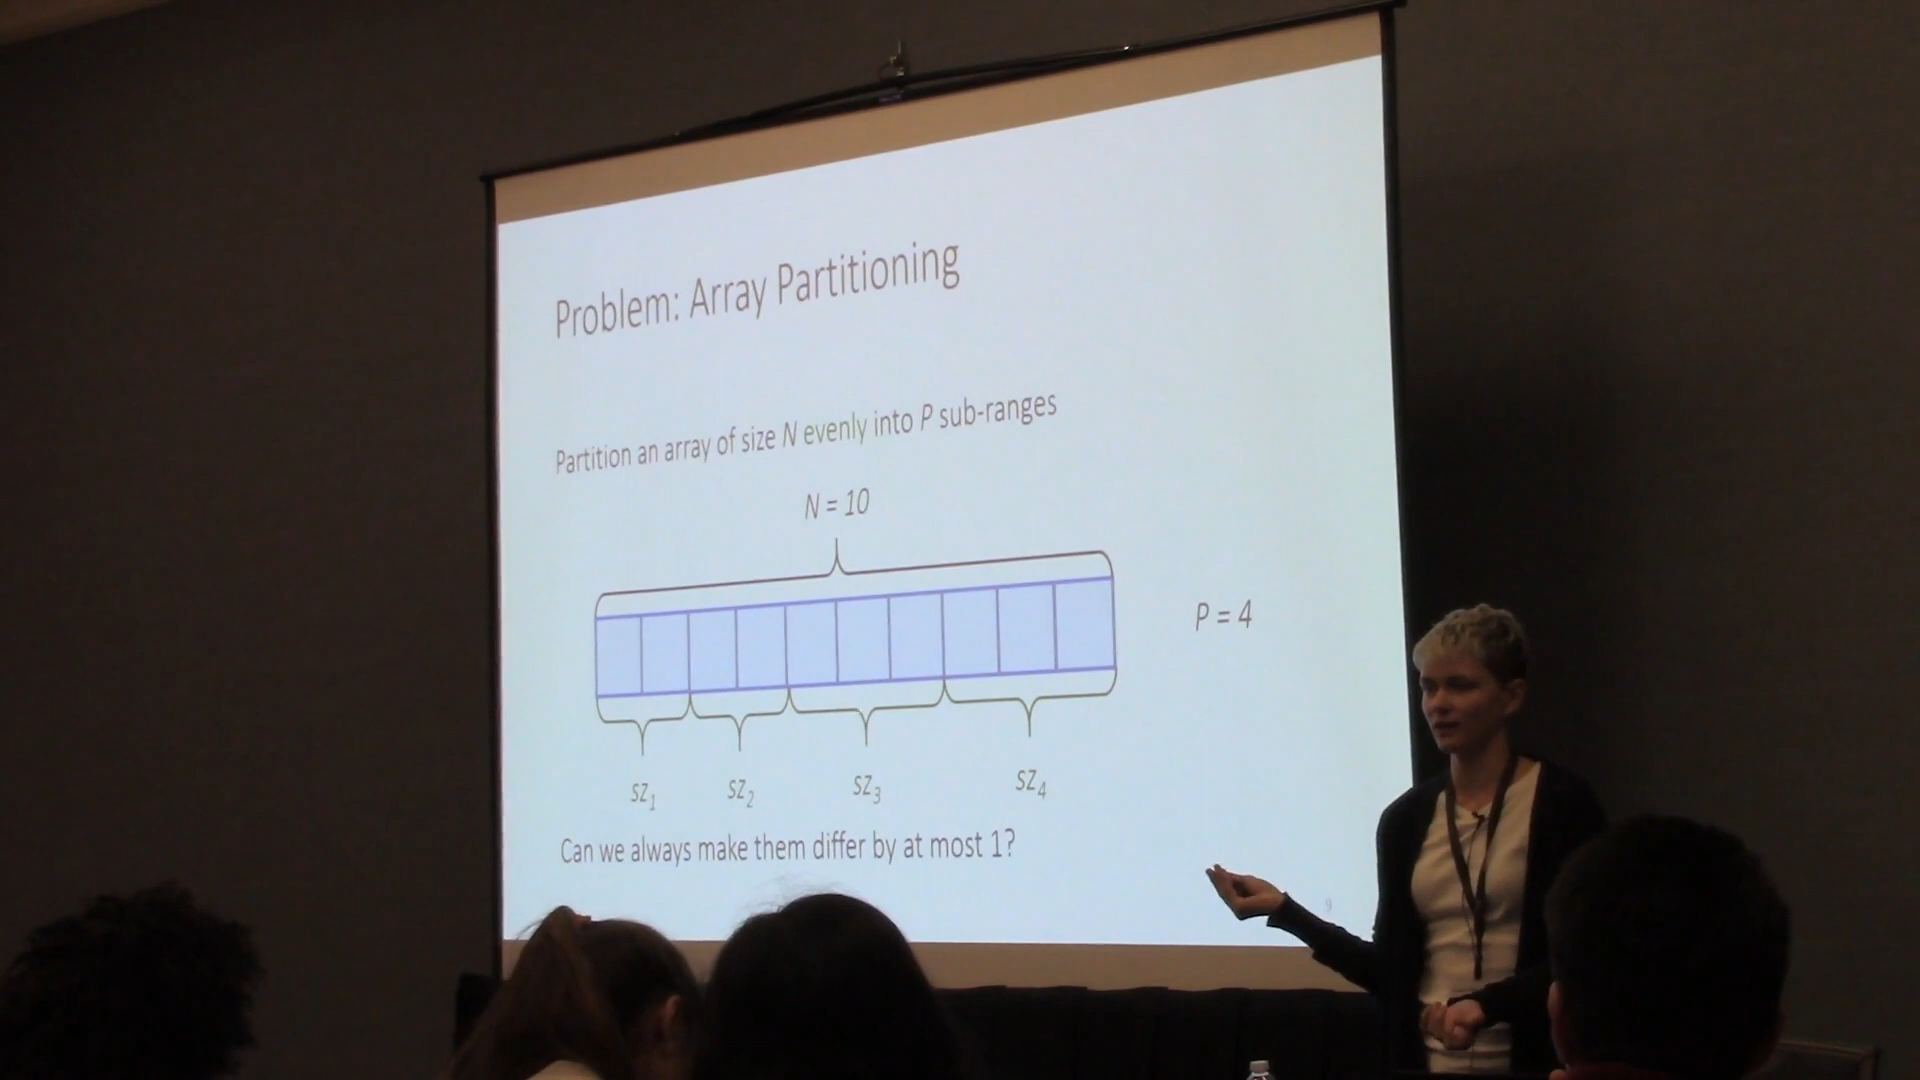 Problem: Array Partitioning
Partition an array of size N evenly into P sub-ranges
N = 10
P = 4
sz1 sz2 sz3 sz4
Can we always make them differ by at most 1?
9